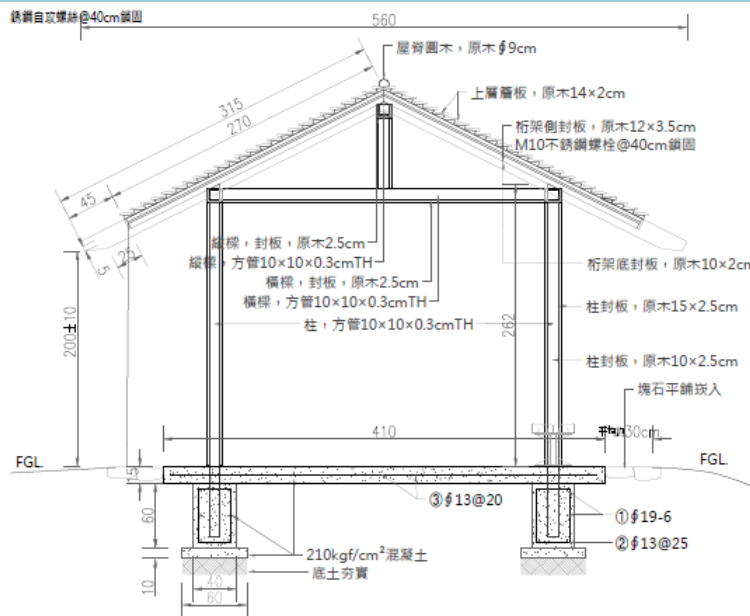 銹鋼自攻螺絲@40cm鎖固
560
屋脊圓木，原木∮9cm
上層簷板，原木14×2cm
315
270
桁架側封板，原木12×3.5cm
M10不銹鋼螺栓@40cm鎖固
45
縱樑，封板，原木2.5cm
25
5
縱樑，方管10×10×0.3cmTH
桁架底封板，原木10×2cm
橫樑，封板，原木2.5cm
橫樑，方管10×10×0.3cmTH
柱封板，原木15×2.5cm
柱，方管10×10×0.3cmTH
262
200±10
柱封板，原木10×2.5cm
塊石平鋪崁入
410
30cm
FGL.
FGL.
15
③∮13@20
60
①∮19-6
②∮13@25
210kgf/cm²混凝土
底土夯實
10
40
60